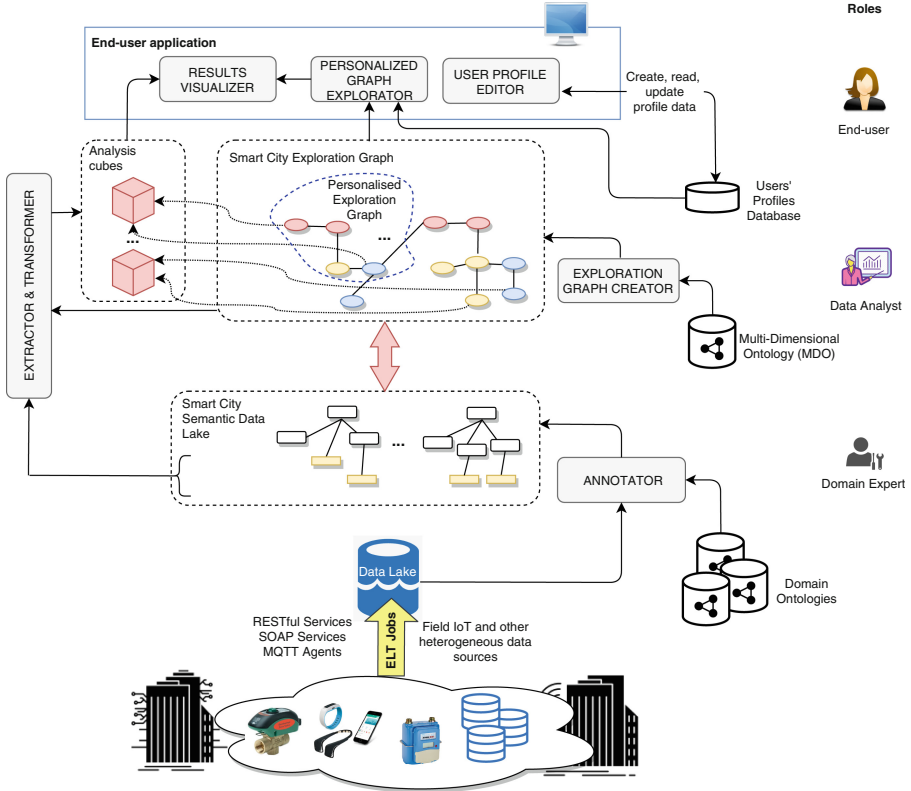 Roles
End-user application
RESULTS
VISUALIZER
PERSONALIZED
GRAPH
EXPLORATOR
USER PROFILE
EDITOR
Create, read,
update
profile data
End-user
Analysis
cubes
...
Smart City Exploration Graph
Personalised
Exploration
Graph
...
Users'
Profiles
Database
EXTRACTOR & TRANSFORMER
EXPLORATION
GRAPH CREATOR
Data Analyst
Multi-Dimensional
Ontology (MDO)
Smart City
Semantic Data
Lake
...
ANNOTATOR
Domain Expert
Data Lake
Domain
Ontologies
RESTful Services
SOAP Services
MQTT Agents
ELT Jobs
Field IoT and other
heterogeneous data
sources